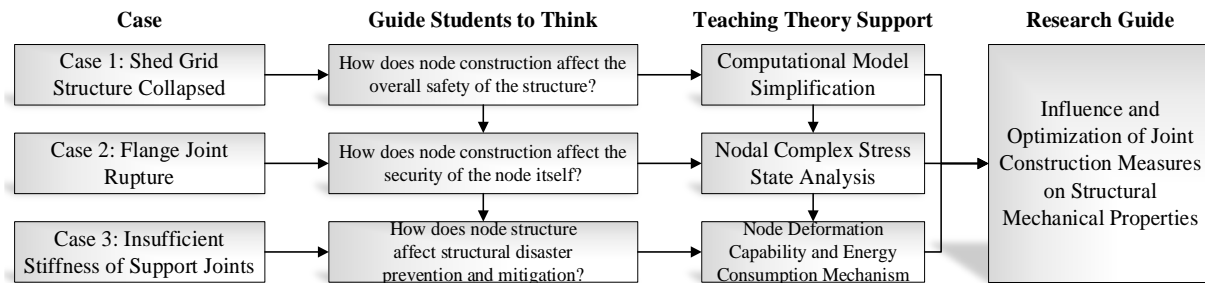 Case
Guide Students to Think
Teaching Theory Support
Research Guide
Case 1: Shed Grid
Structure Collapsed
How does node construction affect the
overall safety of the structure?
Computational Model
Simplification
Case 2: Flange Joint
Rupture
How does node construction affect the
security of the node itself?
Nodal Complex Stress
State Analysis
Case 3: Insufficient
Stiffness of Support Joints
How does node structure
affect structural disaster
prevention and mitigation?
Node Deformation
Capability and Energy
Consumption Mechanism
Influence and
Optimization of Joint
Construction Measures
on Structural
Mechanical Properties